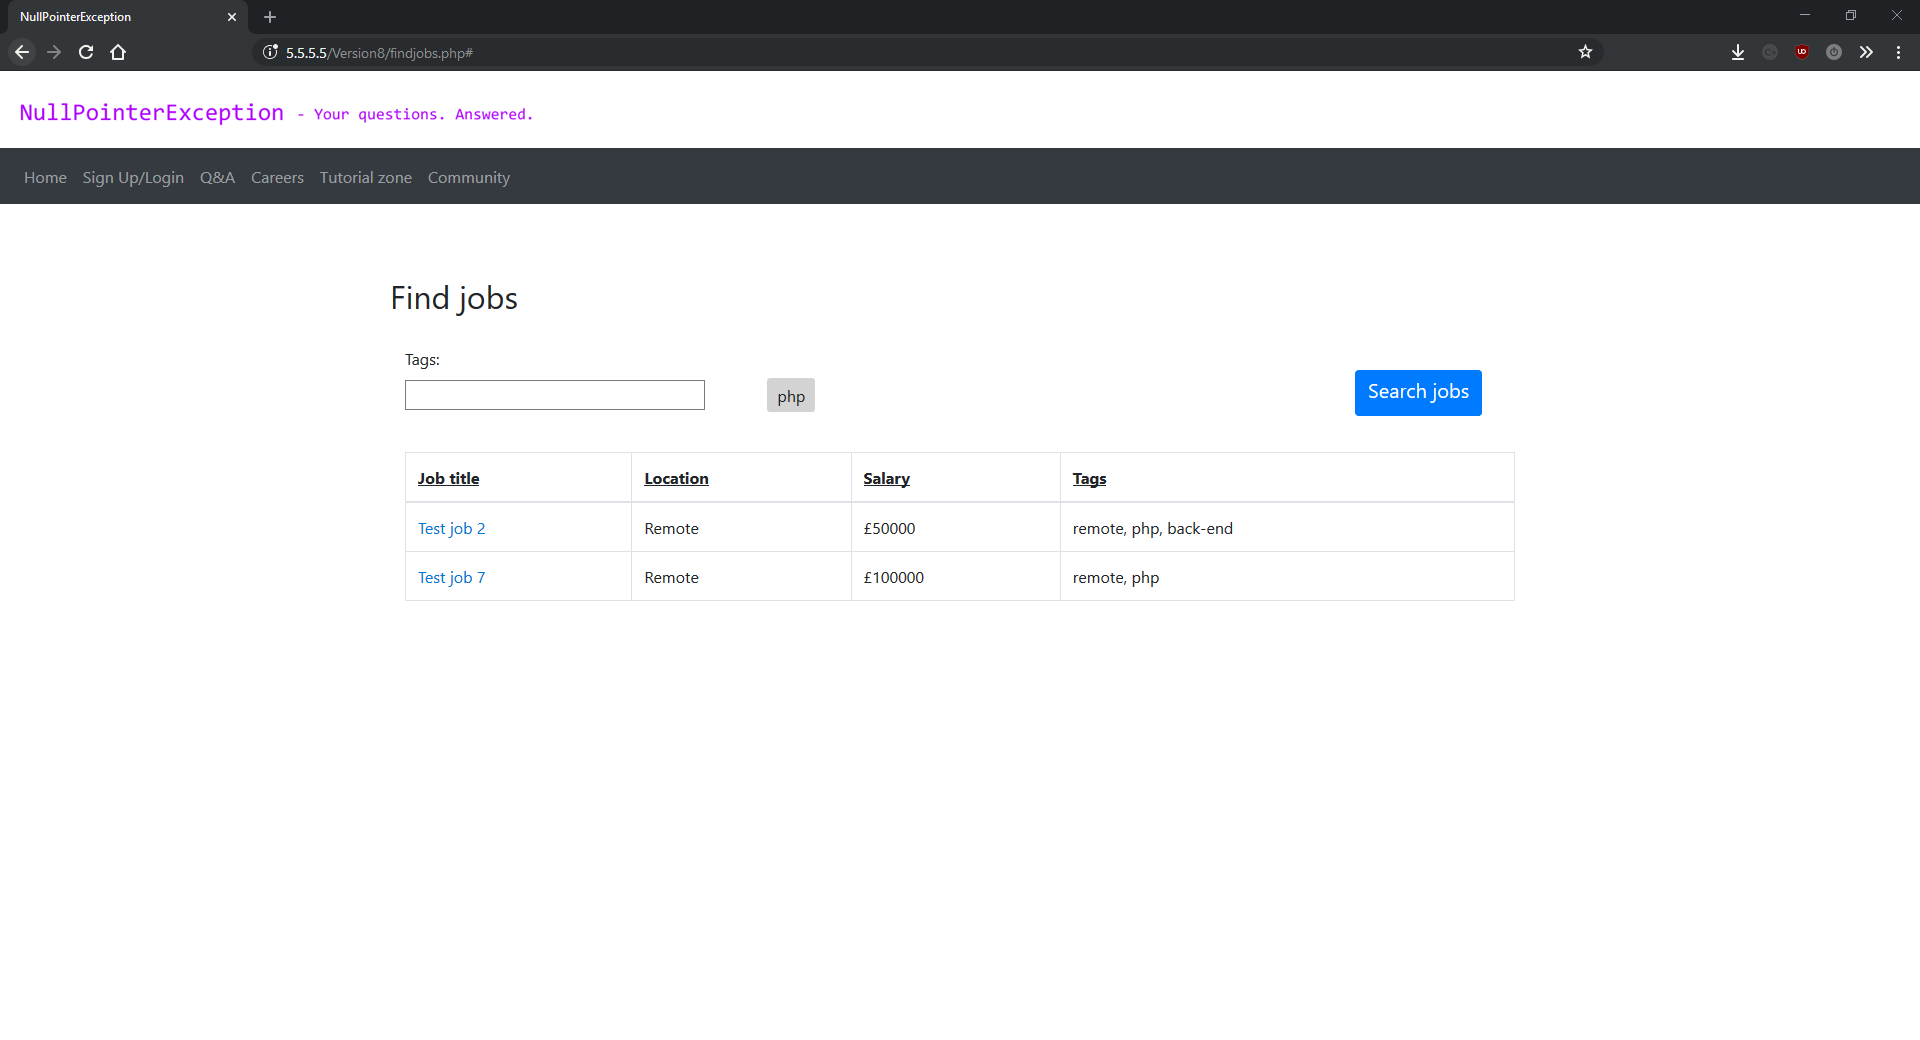 NullPointerException
5.5.5.5/Version8/findjobs.php#
NullPointerException - Your questions. Answered.
Home Sign Up/Login Q&A Careers Tutorial zone Community
Find jobs
Tags:
php
Search jobs
Job title Location Salary Tags
Test job 2 Remote £50000 remote, php, back-end
Test job 7 Remote £100000 remote, php